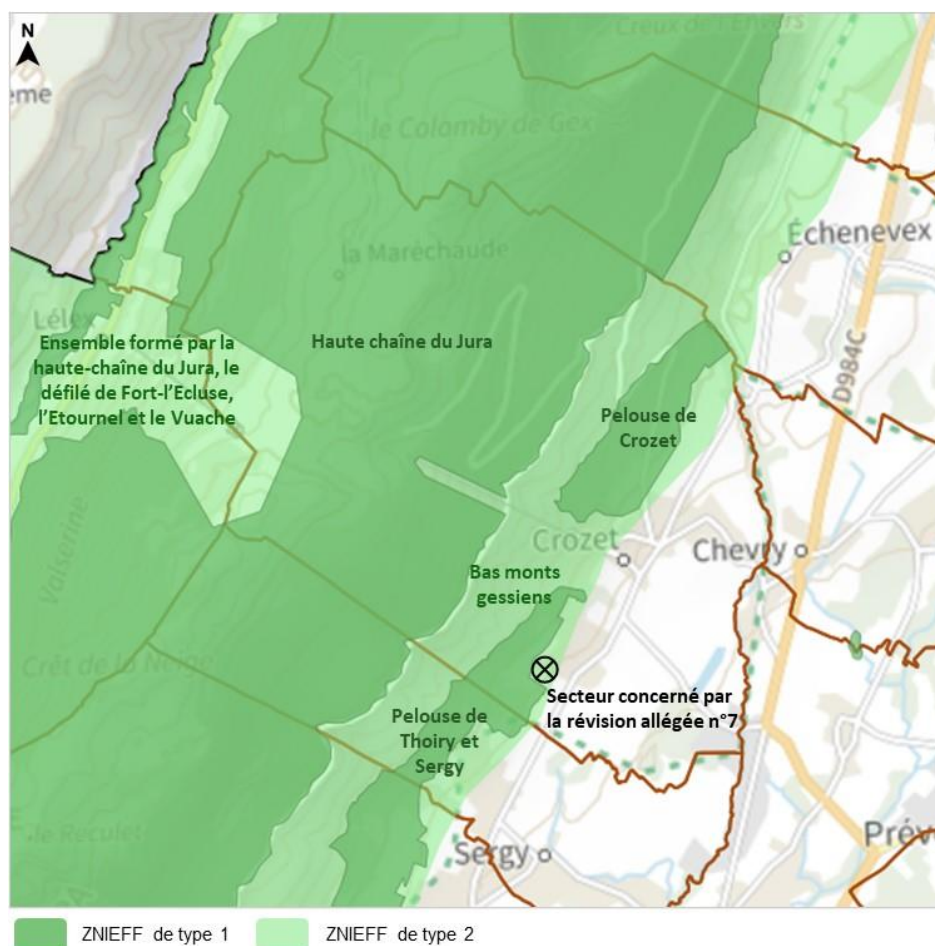 N
Creux de l'Envers
ème
le Colomby de Gex
Échenevex
la Maréchaude
Lélex
D984C
Ensemble formé par la
haute-chaîne du Jura, le
défilé de Fort-l'Ecluse,
l'Etournel et le Vuache
Haute chaîne du Jura
Pelouse de
Crozet
Valserine
Crozet
Chevry
Bas monts
gessiens
Crêt de la Neige
Secteur concerné par
la révision allégée n°7
Pelouse de
Thoiry et
Sergy
le Reculet
Préve
Sergy
ZNIEFF de type 1
ZNIEFF de type 2